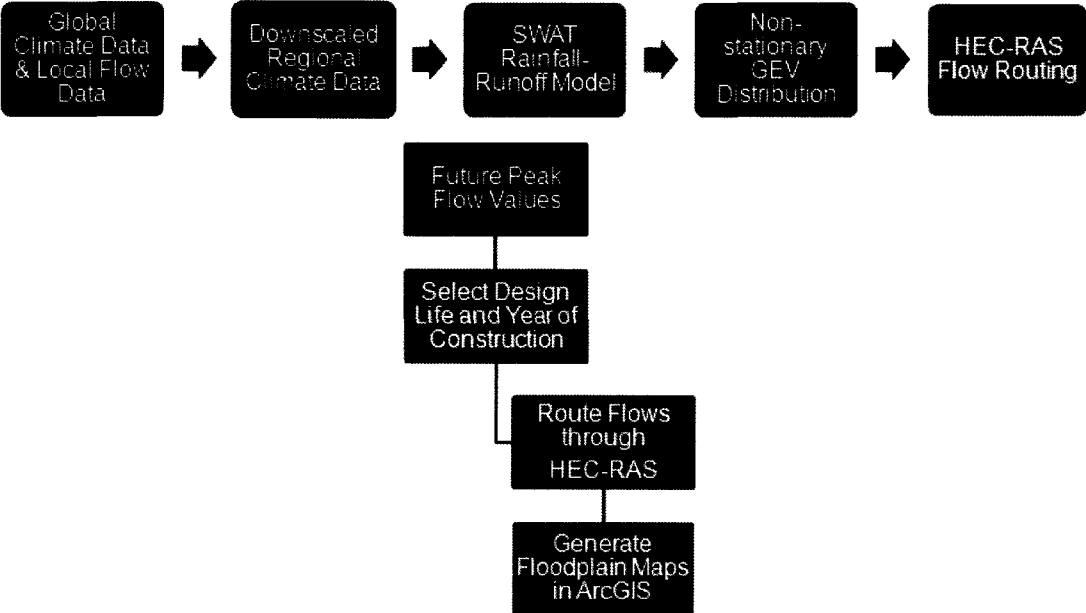 Global
Climate Data
& Local Flow
Data
Downscaled
Regional
Climate Data
SWAT
Rainfall-
Runoff Model
Non-
stationary
GEV
Distribution
HEC-RAS
Flow Routing
Future Peak
Flow Values
Select Design
Life and Year of
Construction
Route Flows
through
HEC-RAS
Generate
Floodplain Maps
in ArcGIS